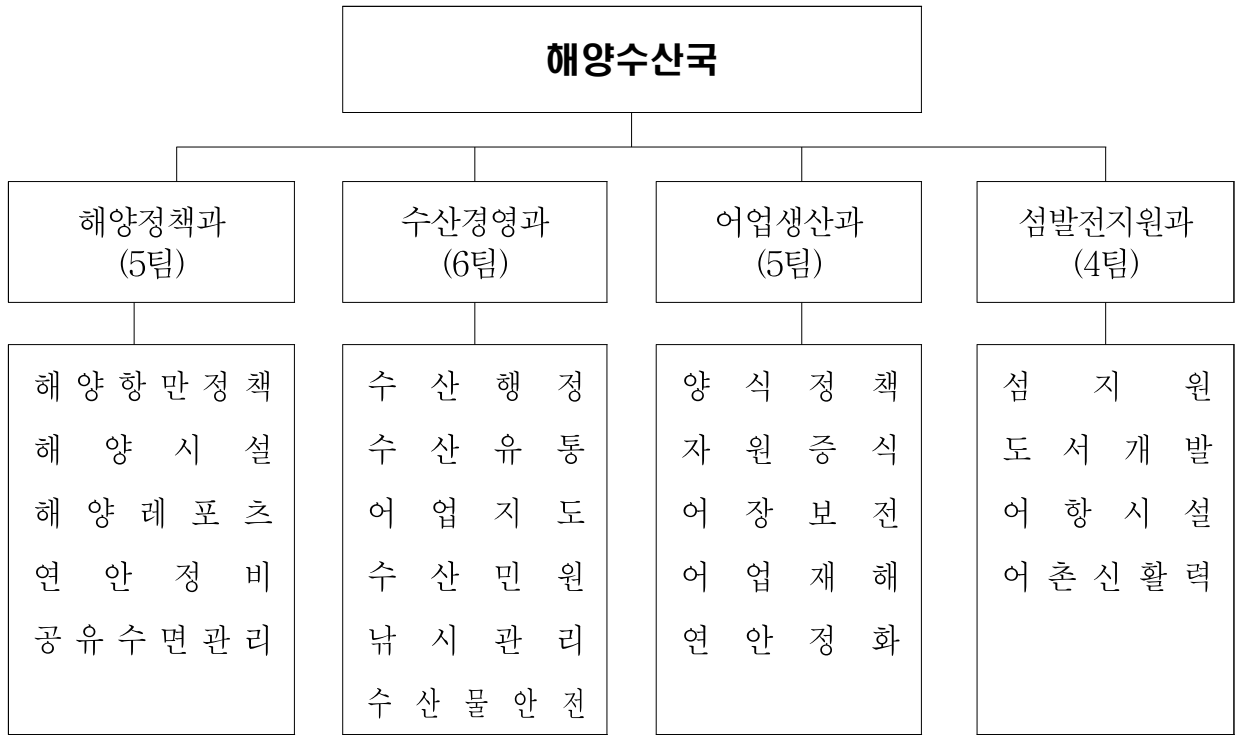 해양수산국
해양정책과
(5팀)
수산경영과
(6팀)
어업생산과
(5팀)
섬발전지원과
(4팀)
해양항만정책
해양시설
해양레포츠
연안정비
공유수면관리
수산행정
수산유통
어업지도
수산민원
낚시관리
수산물안전
양식정책
자원증식
어장보전
어업재해
연안정화
섬지원
도서개발
어항시설
어촌신활력